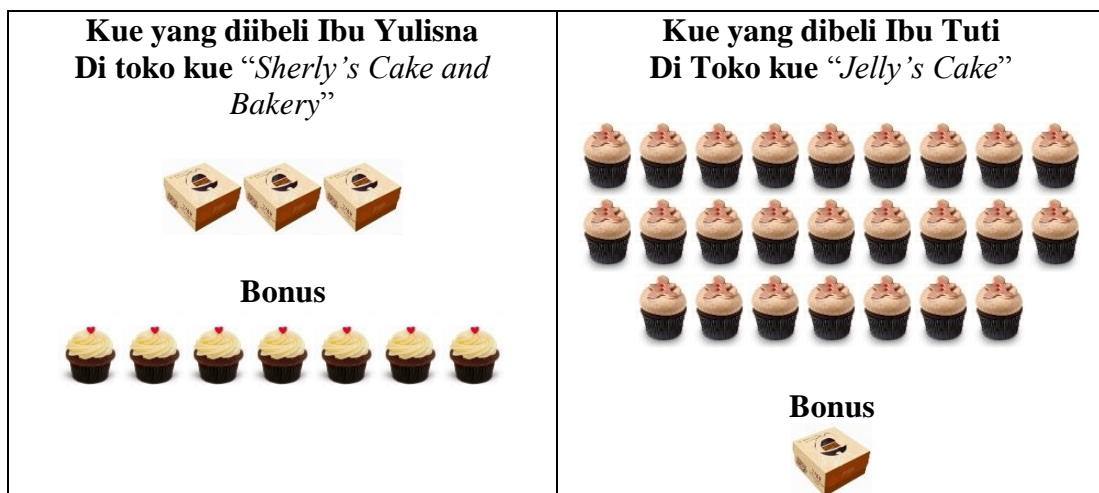 Kue yang diibeli Ibu Yulisna
Di toko kue “Sherly’s Cake and
Bakery”
Bonus
Kue yang dibeli Ibu Tuti
Di Toko kue “Jelly’s Cake”
Bonus